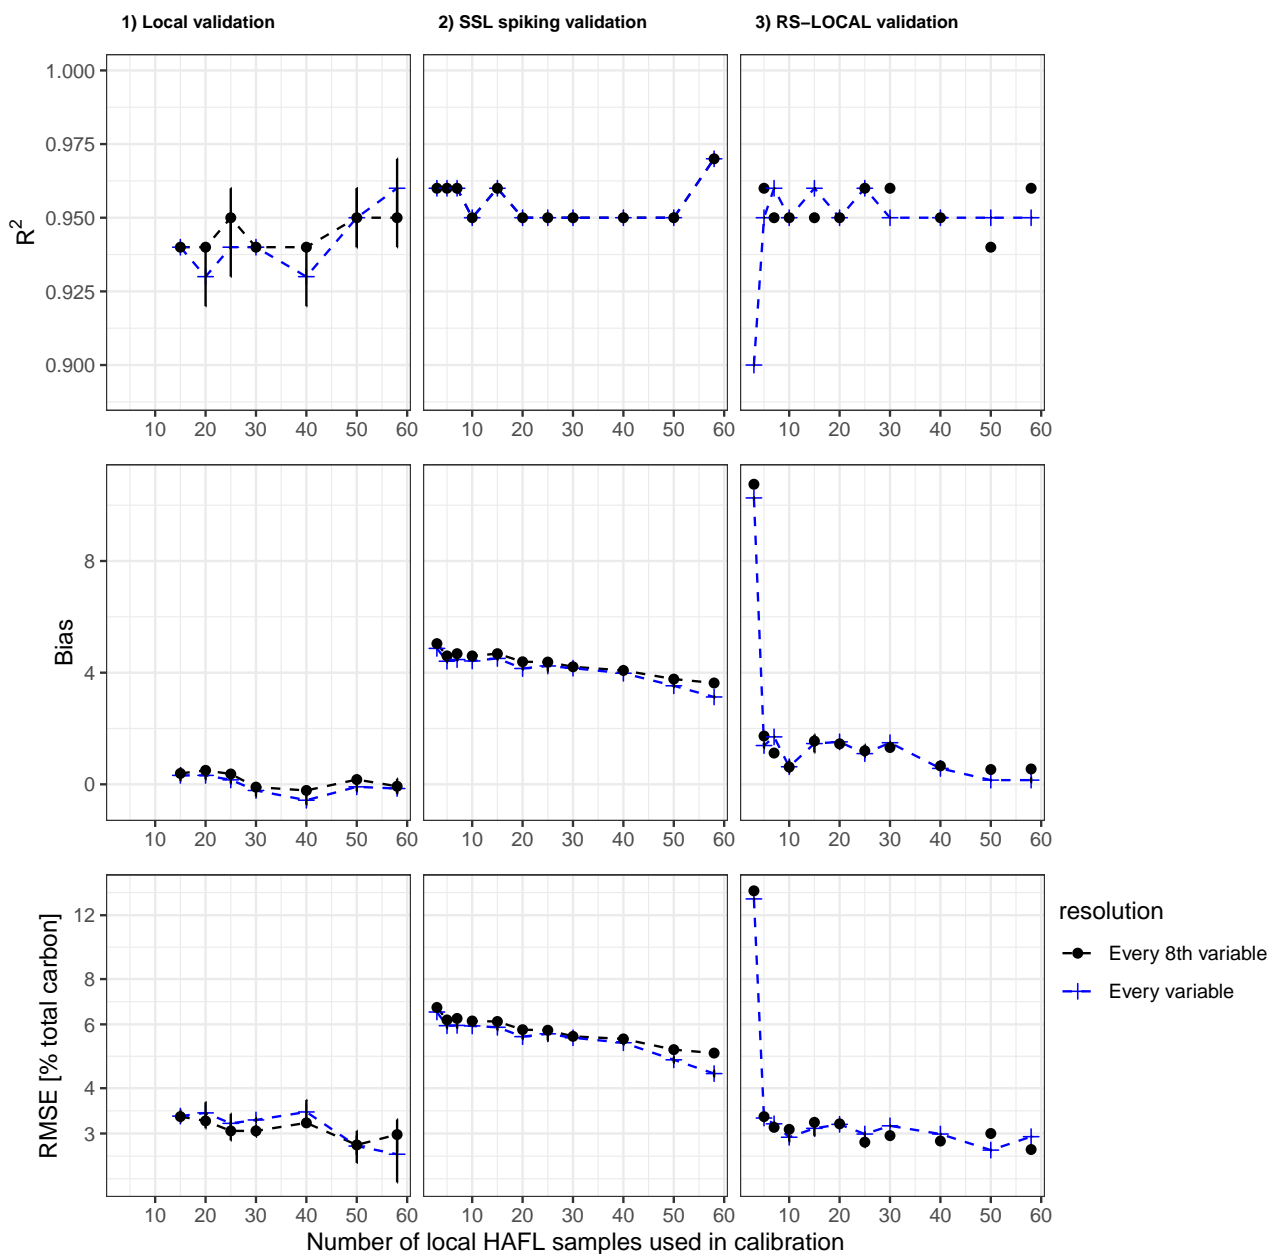 1) Local validation
2) SSL spiking validation
3) RS−LOCAL validation
R2
1.000
0.975
0.950
0.925
0.900
10 20 30 40 50 60
10 20 30 40 50 60
10 20 30 40 50 60
Bias
8
4
0
10 20 30 40 50 60
10 20 30 40 50 60
10 20 30 40 50 60
RMSE [% total carbon]
12
8
6
4
3
10 20 30 40 50 60
10 20 30 40 50 60
10 20 30 40 50 60
Number of local HAFL samples used in calibration
resolution
Every 8th variable
Every variable